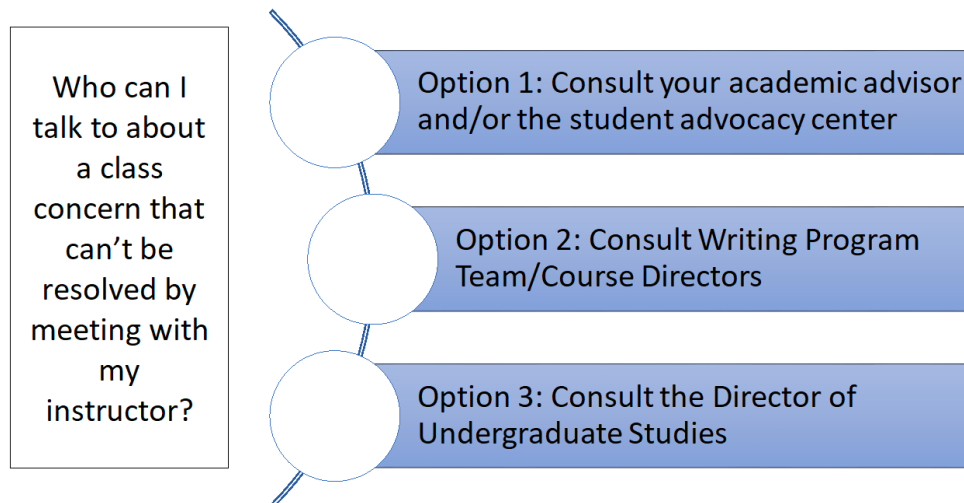 Who can I
talk to about
a class
concern that
can’t be
resolved by
meeting with
my
instructor?
Option 1: Consult your academic advisor
and/or the student advocacy center
Option 2: Consult Writing Program
Team/Course Directors
Option 3: Consult the Director of
Undergraduate Studies